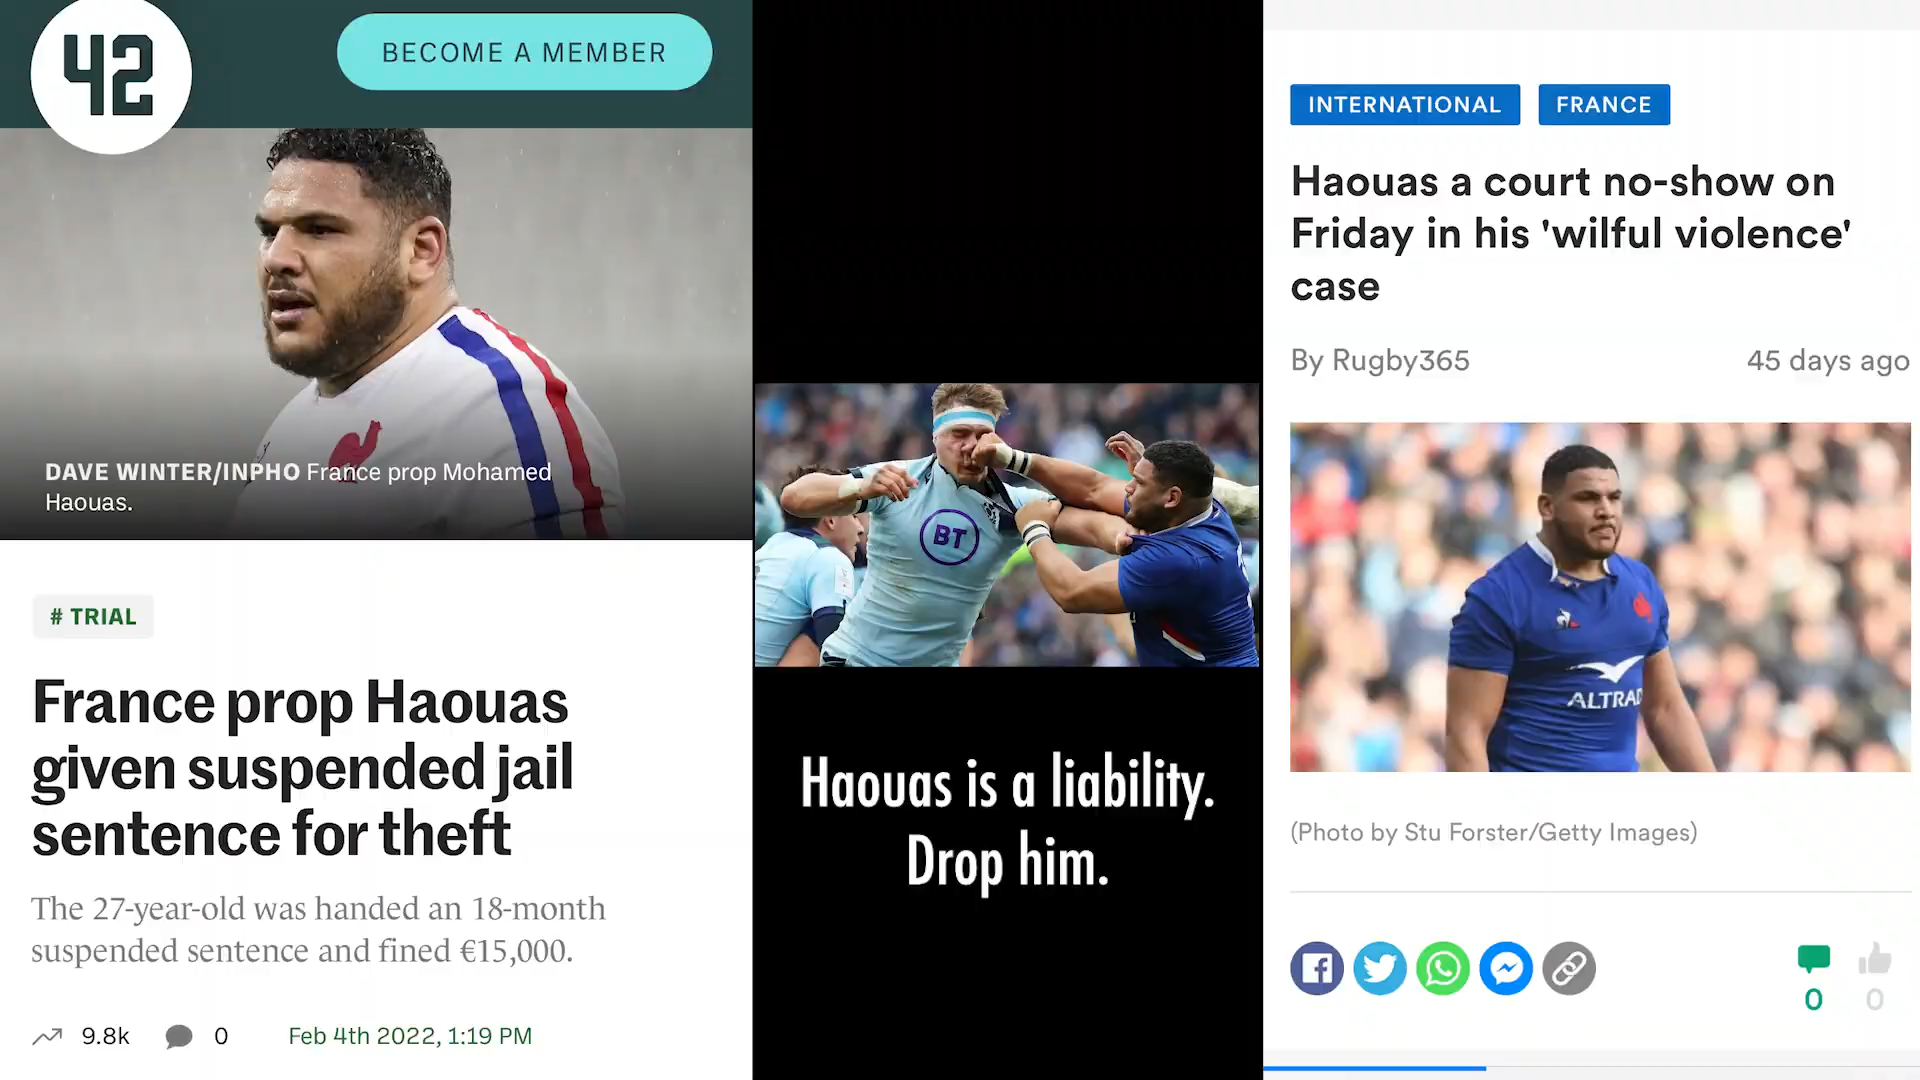 42
BECOME A MEMBER
DAVE WINTER/INPHO France prop Mohamed
Haouas.
# TRIAL
France prop Haouas
given suspended jail
sentence for theft
The 27-year-old was handed an 18-month
suspended sentence and fined €15,000.
9.8k 0 Feb 4th 2022, 1:19 PM
BT
Haouas is a liability.
Drop him.
INTERNATIONAL FRANCE
Haouas a court no-show on
Friday in his 'wilful violence'
case
By Rugby365 45 days ago
ALTRAD
(Photo by Stu Forster/Getty Images)
0 0